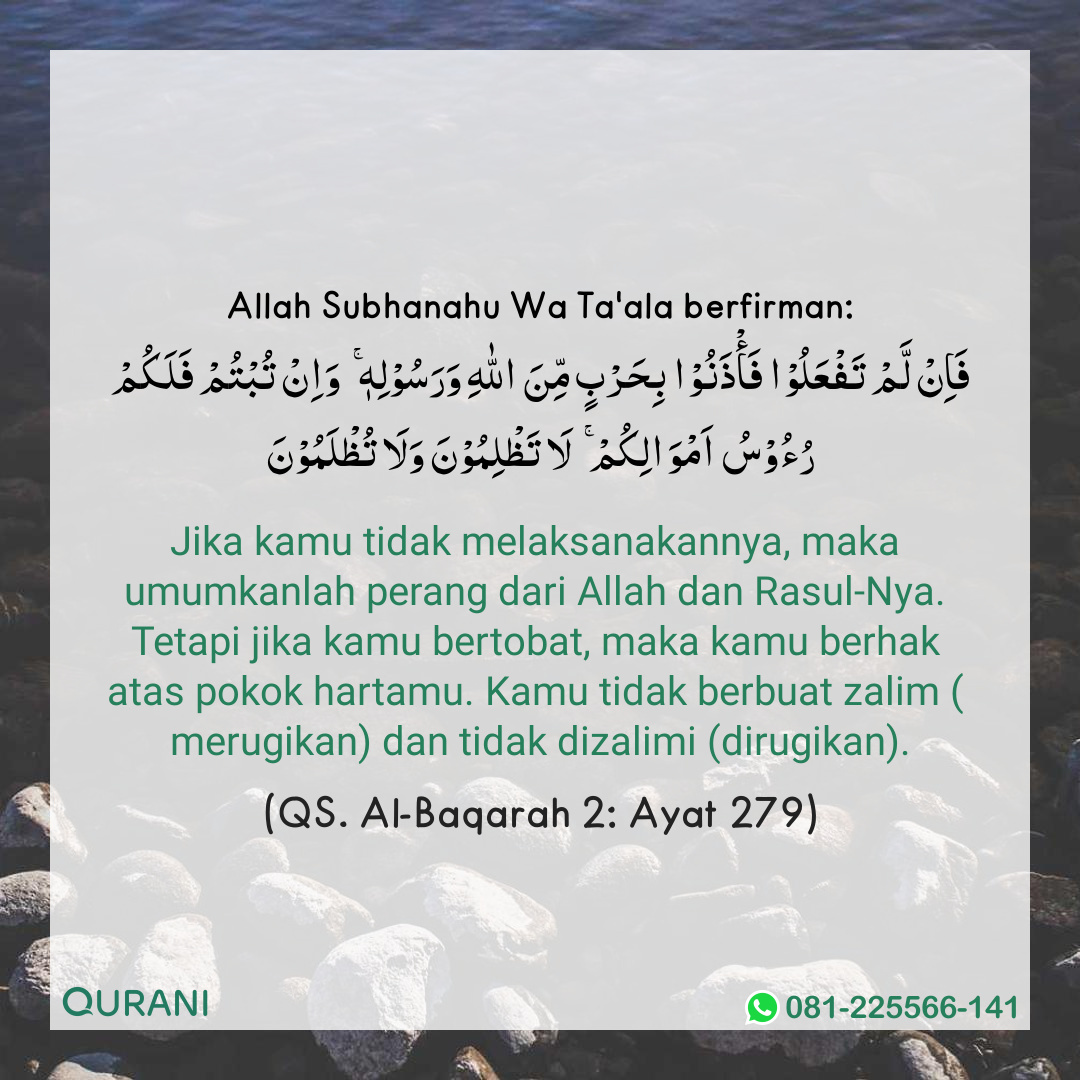 Allah Subhanahu Wa Ta'ala berfirman:
فَاِنْ لَّمْ تَفْعَلُوْا فَأْذَنُوْا بِحَرْبٍ مِّنَ اللّٰهِ وَرَسُوْلِهٖ ۚ وَاِنْ تُبْتُمْ فَلَكُمْ
رُءُوْسُ اَمْوَالِكُمْ ۚ لَا تَظْلِمُوْنَ وَلَا تُظْلَمُوْنَ
Jika kamu tidak melaksanakannya, maka
umumkanlah perang dari Allah dan Rasul-Nya.
Tetapi jika kamu bertobat, maka kamu berhak
atas pokok hartamu. Kamu tidak berbuat zalim (
merugikan) dan tidak dizalimi (dirugikan).
(QS. Al-Baqarah 2: Ayat 279)
QURANI
081-225566-141